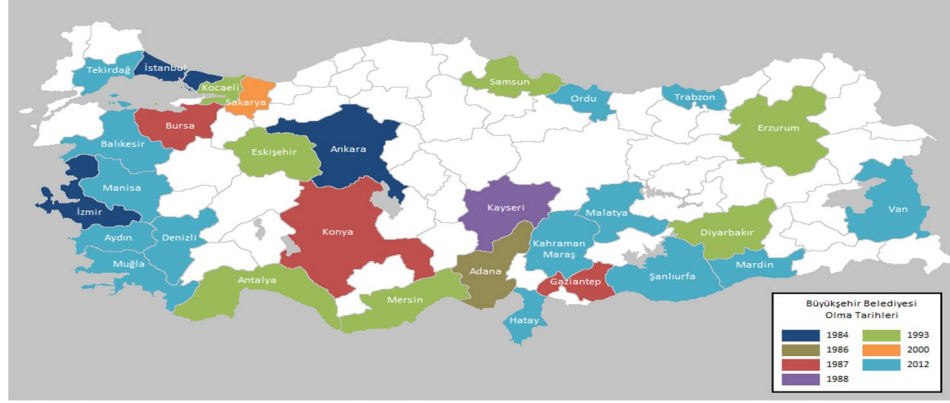 Tekirdağ
İstanbul
Kocaeli
Sakarya
Samsun
Ordu
Trabzon
Bursa
Erzurum
Balıkesir
Eskişehir
Ankara
Manisa
İzmir
Kayseri
Malatya
Van
Aydın
Denizli
Konya
Kahraman
Maraş
Diyarbakır
Muğla
Antalya
Mersin
Adana
Gaziantep
Şanlıurfa
Mardin
Hatay
Büyükşehir Belediyesi
Olma Tarihleri
1984 1993
1986 2000
1987 2012
1988